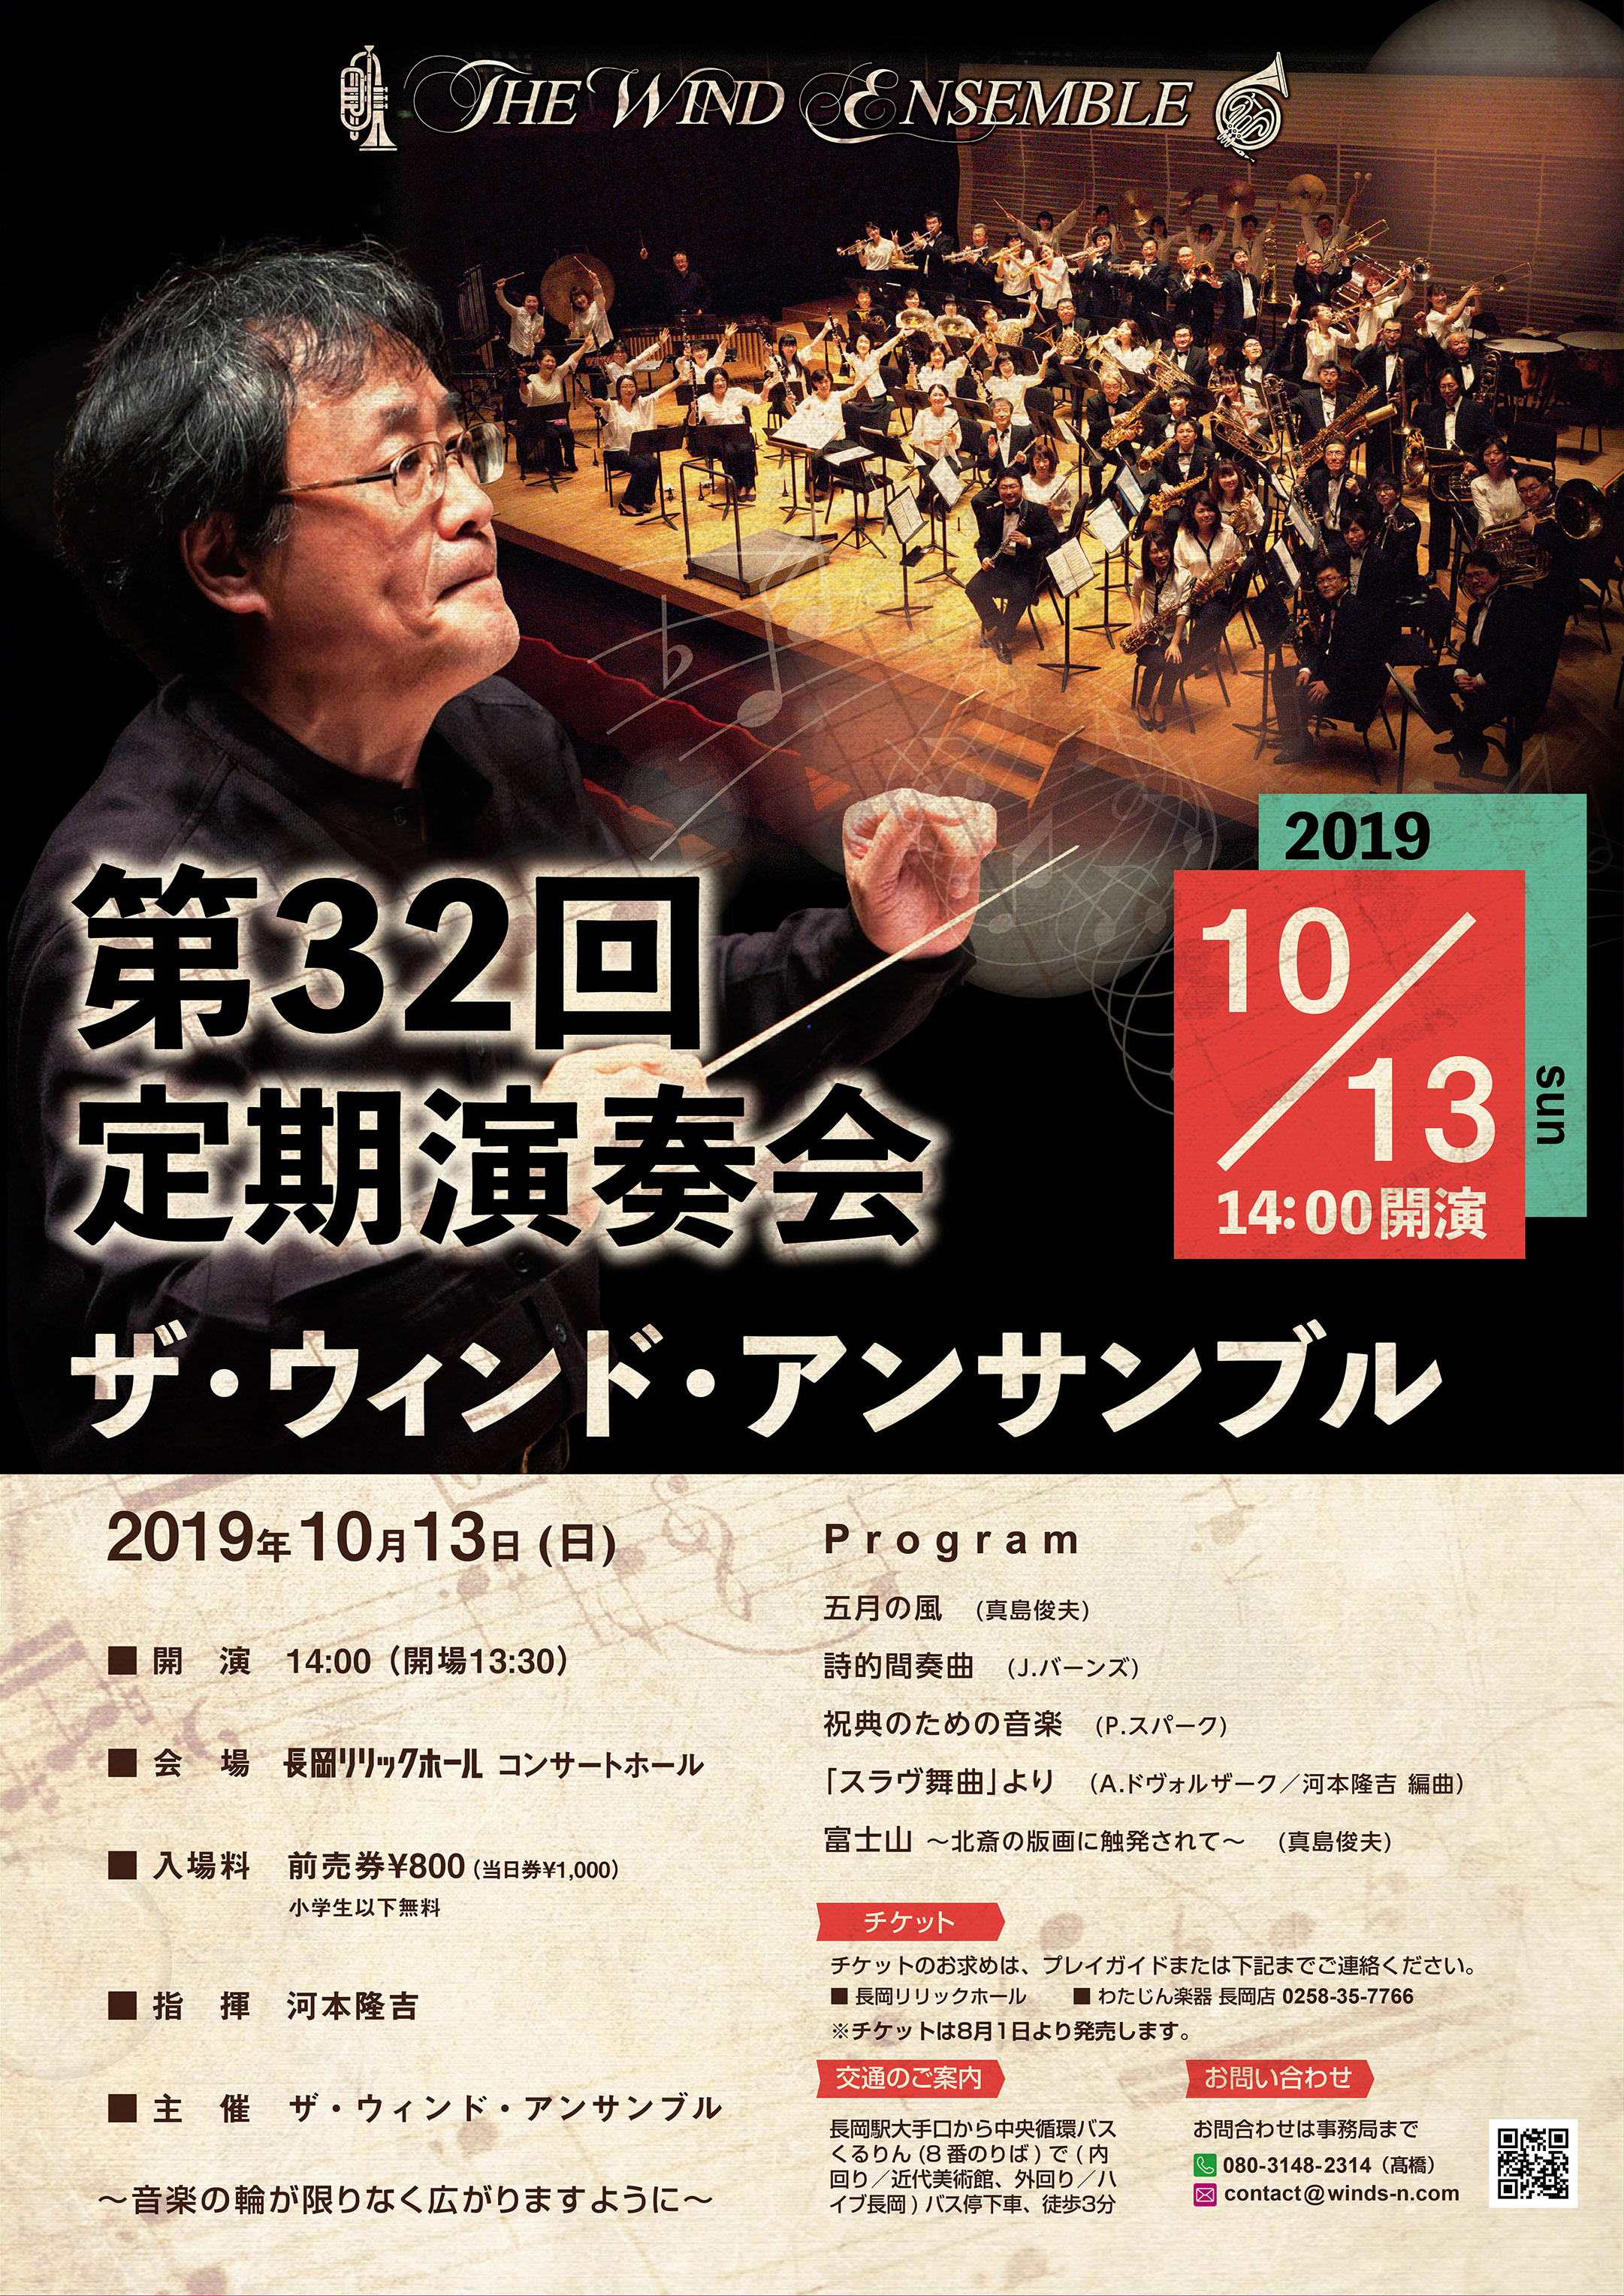 THE WIND ENSEMBLE
2019
10/13
sun
14:00開演
第32回
定期演奏会
ザ・ウィンド・アンサンブル
2019年10月13日(日)
■ 開 演 14:00(開場13:30)
■ 会 場 長岡リリックホール コンサートホール
■ 入場料 前売券¥800(当日券¥1,000)
小学生以下無料
■ 指 揮 河本隆吉
■ 主 催 ザ・ウィンド・アンサンブル
～音楽の輪が限りなく広がりますように～
Program
五月の風 (真島俊夫)
詩的間奏曲 (J.バーンズ)
祝典のための音楽 (P.スパーク)
「スラヴ舞曲」より (A.ドヴォルザーク／河本隆吉 編曲)
富士山 ～北斎の版画に触発されて～ (真島俊夫)
チケット
チケットのお求めは、プレイガイドまたは下記までご連絡ください。
■ 長岡リリックホール ■ わたじん楽器 長岡店 0258-35-7766
※チケットは8月1日より発売します。
交通のご案内
長岡駅大手口から中央循環バス
くるりん(8番のりば)で(内
回り／近代美術館、外回り／ハ
イブ長岡)バス停下車、徒歩3分
お問い合わせ
お問合わせは事務局まで
080-3148-2314(髙橋)
contact@winds-n.com